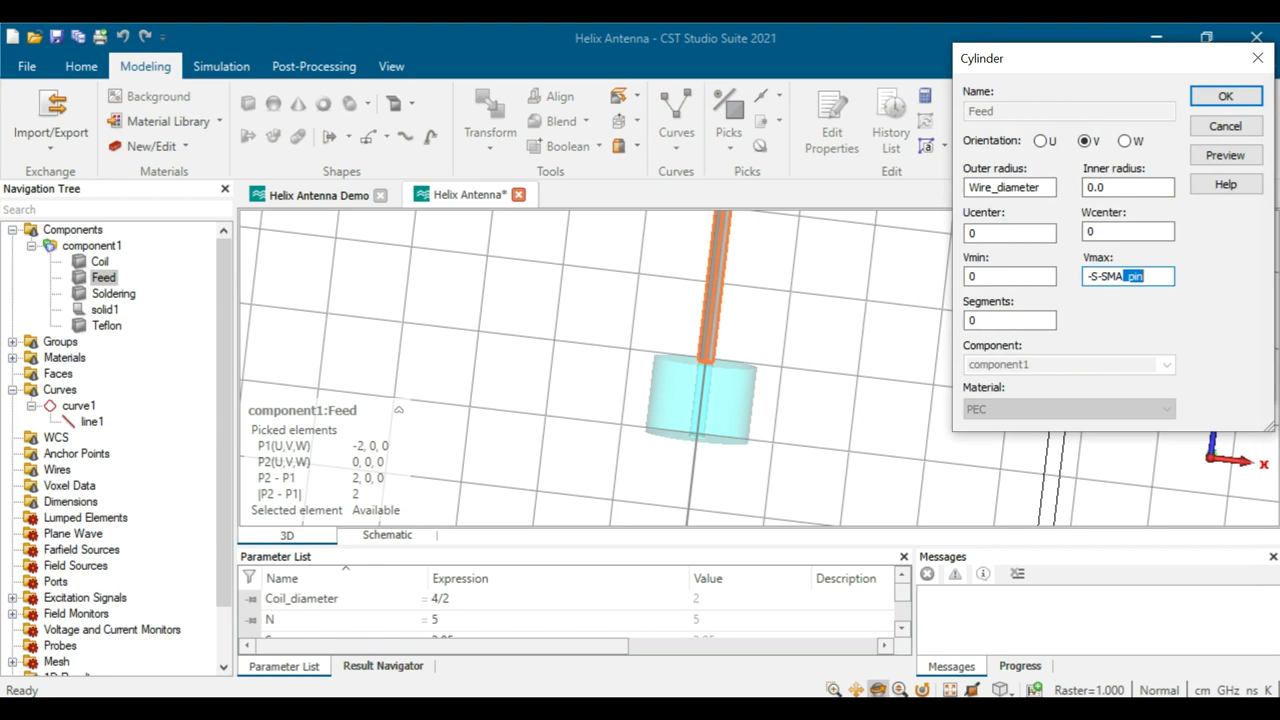 Helix Antenna - CST Studio Suite 2021
File Home Modeling Simulation Post-Processing View
Import/Export
Exchange
Background
Material Library
New/Edit
Materials
Shapes
Transform
Align
Blend
Boolean
Tools
Curves
Curves
Picks
Picks
Edit Properties
History List
Edit
Navigation Tree
Search
Components
component1
Coil
Feed
Soldering
solid1
Teflon
Groups
Materials
Faces
Curves
curve1
line1
WCS
Anchor Points
Wires
Voxel Data
Dimensions
Lumped Elements
Plane Wave
Farfield Sources
Field Sources
Ports
Excitation Signals
Field Monitors
Voltage and Current Monitors
Probes
Mesh
Helix Antenna Demo
Helix Antenna*
component1:Feed
Picked elements
P1(U,V,W) -2, 0, 0
P2(U,V,W) 0, 0, 0
P2 - P1 2, 0, 0
|P2 - P1| 2
Selected element Available
x
3D Schematic
Parameter List
Name Expression Value Description
Coil_diameter = 4/2 2
N = 5 5
Parameter List Result Navigator
Messages
Messages Progress
Cylinder
Name:
Feed
Orientation: U V W
Outer radius: Inner radius:
Wire_diameter 0.0
Ucenter: Wcenter:
0 0
Vmin: Vmax:
0 -S-SMA_pin
Segments:
0
Component:
component1
Material:
PEC
OK
Cancel
Preview
Help
Ready
Raster=1.000 Normal cm GHz ns K